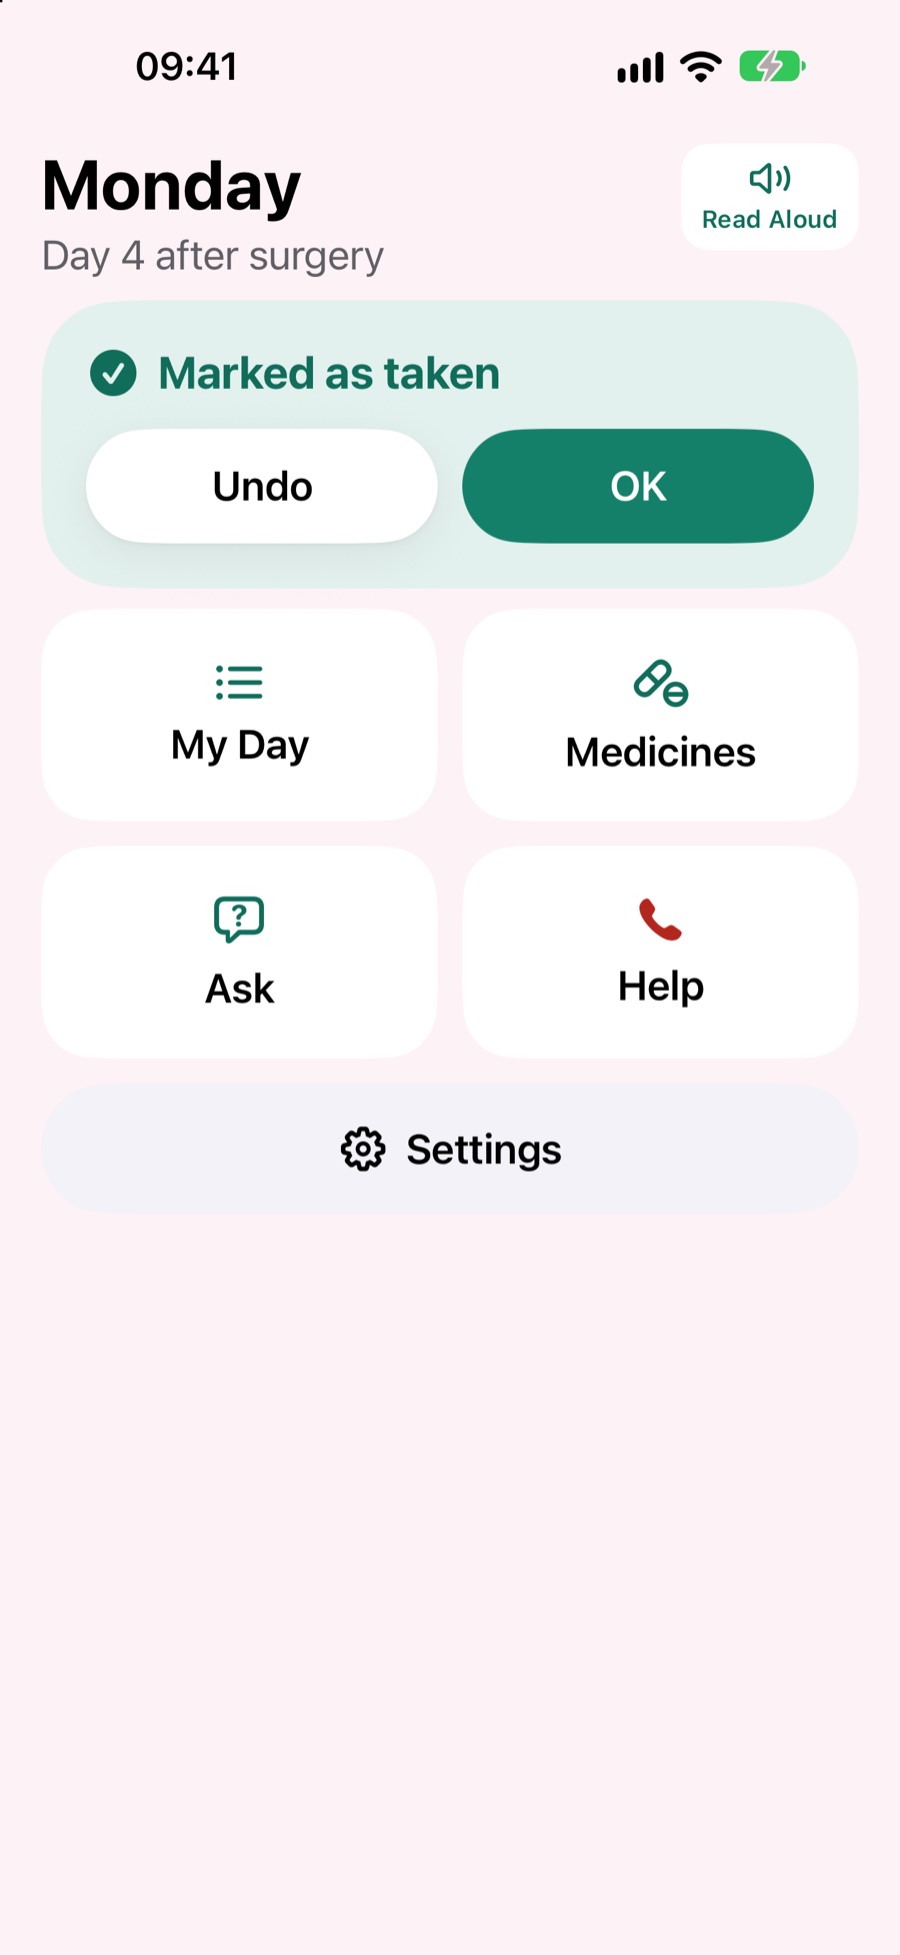 09:41
Monday
Read Aloud
Day 4 after surgery
Marked as taken
Undo
OK
My Day
Medicines
Ask
Help
Settings